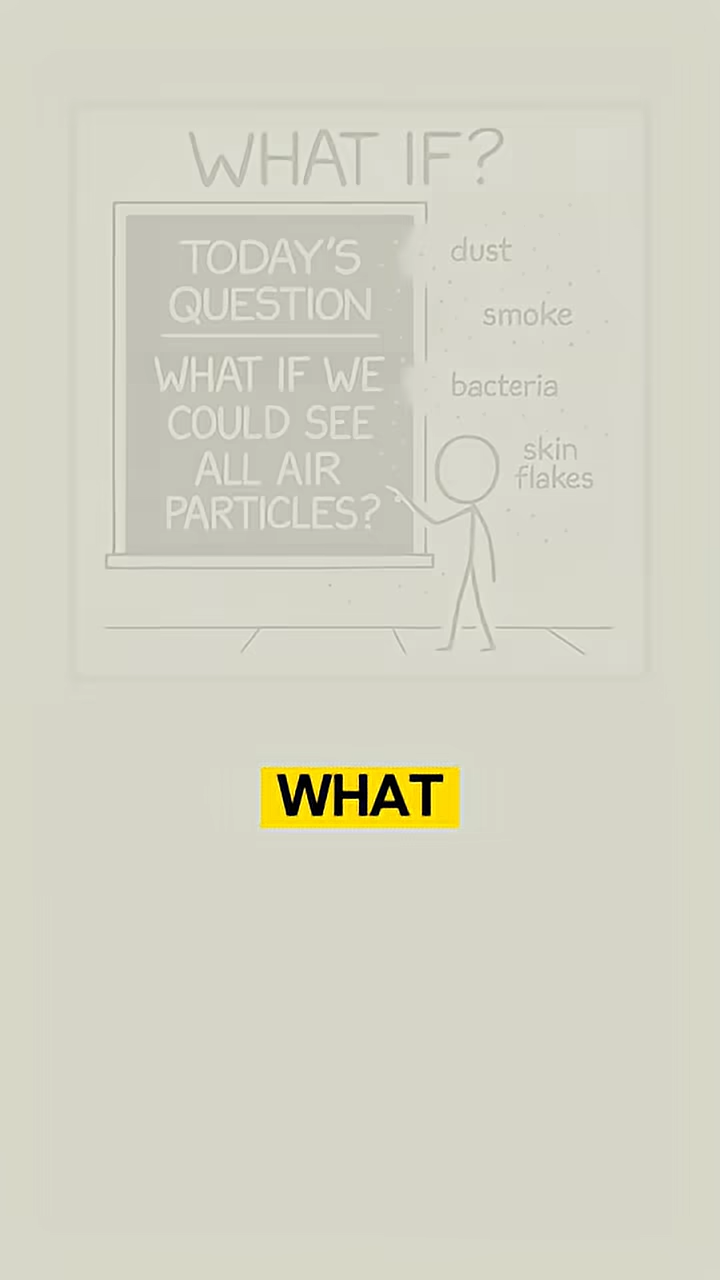 WHAT IF?
TODAY'S
QUESTION
WHAT IF WE
COULD SEE
ALL AIR
PARTICLES?
dust
smoke
bacteria
skin
flakes
WHAT